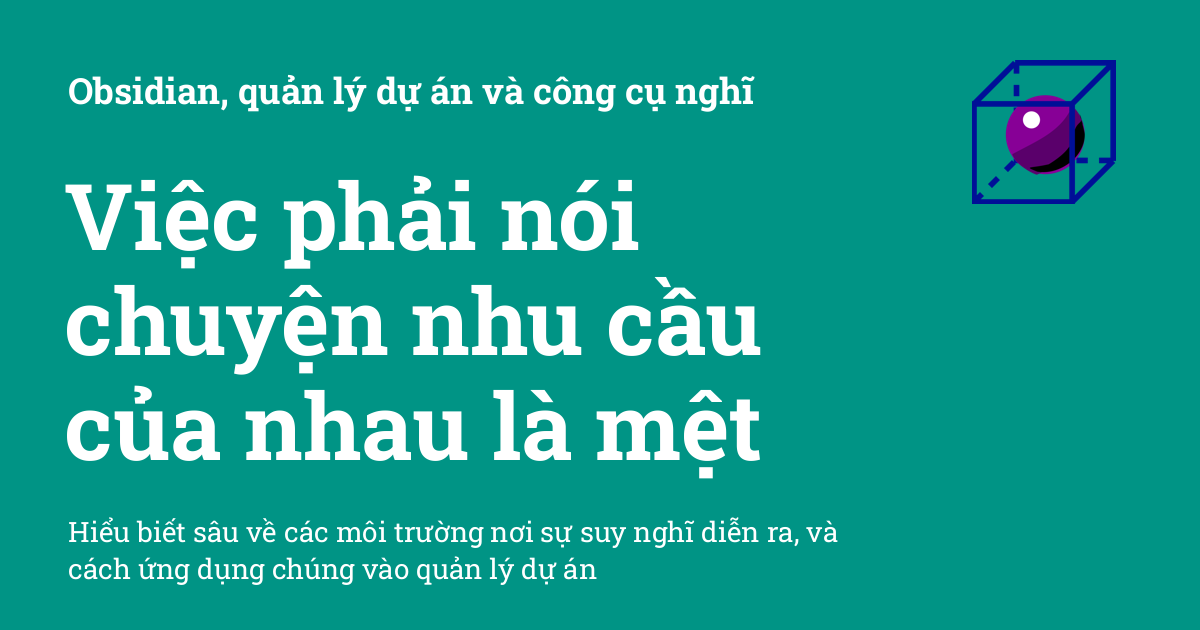 Obsidian, quản lý dự án và công cụ nghĩ
Việc phải nói
chuyện nhu cầu
của nhau là mệt
Hiểu biết sâu về các môi trường nơi sự suy nghĩ diễn ra, và
cách ứng dụng chúng vào quản lý dự án